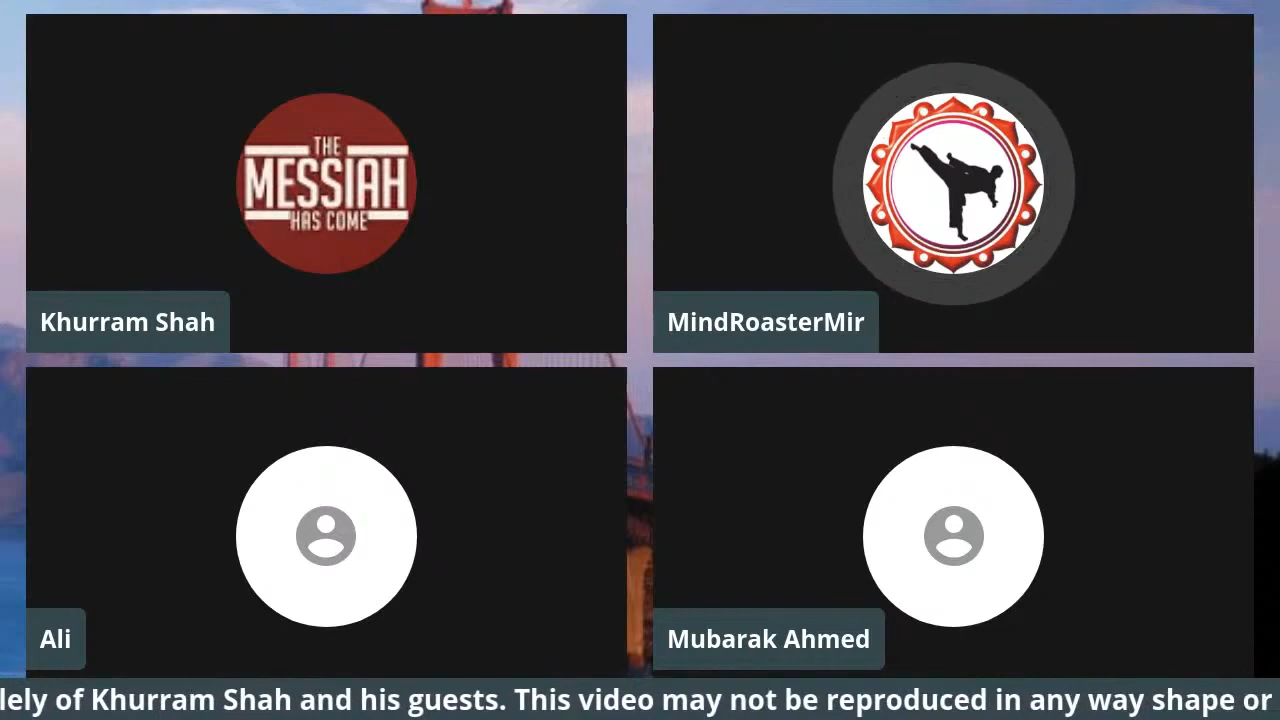 THE
MESSIAH
HAS COME
Khurram Shah
MindRoasterMir
Ali
Mubarak Ahmed
lely of Khurram Shah and his guests. This video may not be reproduced in any way shape or